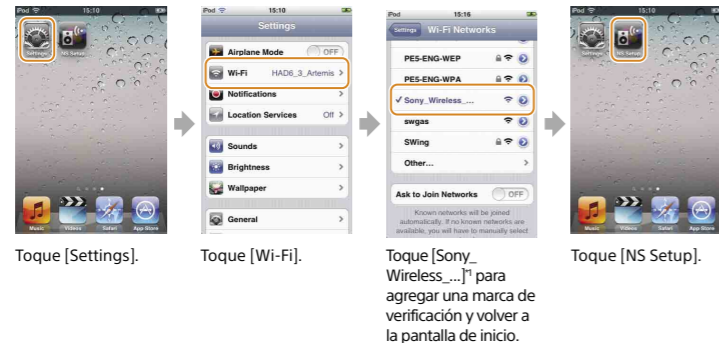 iPod 15:10
Settings
NS Setup
Music Videos Safari App Store
Toque [Settings].
iPod 15:10
Settings
Airplane Mode OFF
Wi-Fi HAD6_3_Artemis
Notifications
Location Services Off
Sounds
Brightness
Wallpaper
General
Toque [Wi-Fi].
iPod 15:16
Settings Wi-Fi Networks
PE5-ENG-WEP
PE5-ENG-WPA
✓ Sony_Wireless_...
swgas
SWing
Other...
Ask to Join Networks OFF
Known networks will be joined
automatically. If no known networks are
available, you will have to manually select
Toque [Sony_
Wireless_...]*1 para
agregar una marca de
verificación y volver a
la pantalla de inicio.
iPod 15:10
Settings
NS Setup
Music Videos Safari App Store
Toque [NS Setup].